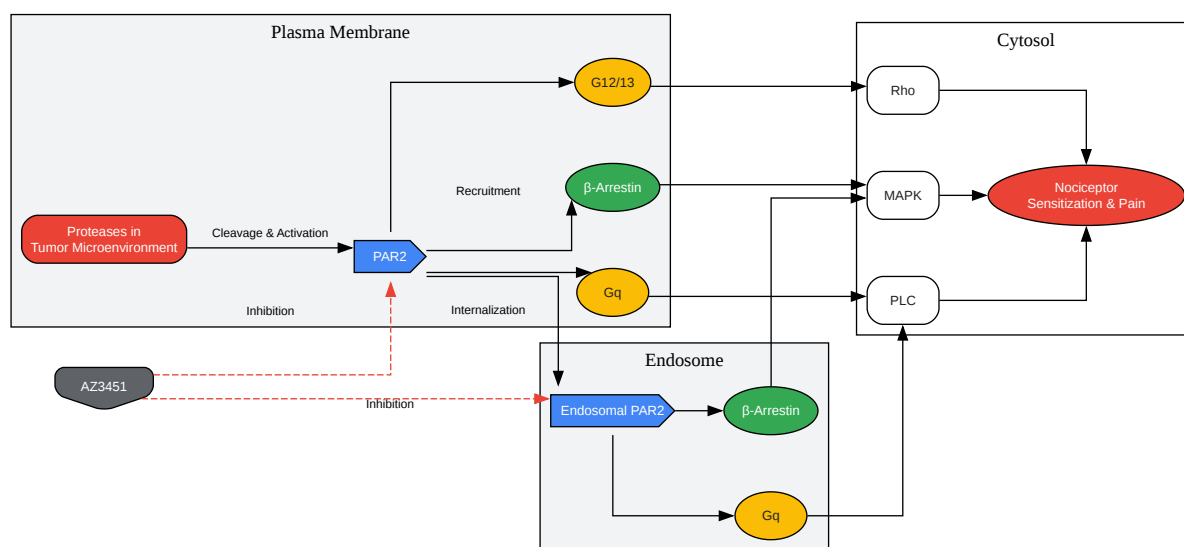 Plasma Membrane
Cytosol
G12/13
Rho
Recruitment
β-Arrestin
MAPK
Nociceptor
Sensitization & Pain
Proteases in
Tumor Microenvironment
Cleavage & Activation
PAR2
Gq
PLC
Inhibition
Internalization
Endosome
AZ3451
Inhibition
Endosomal PAR2
β-Arrestin
Gq